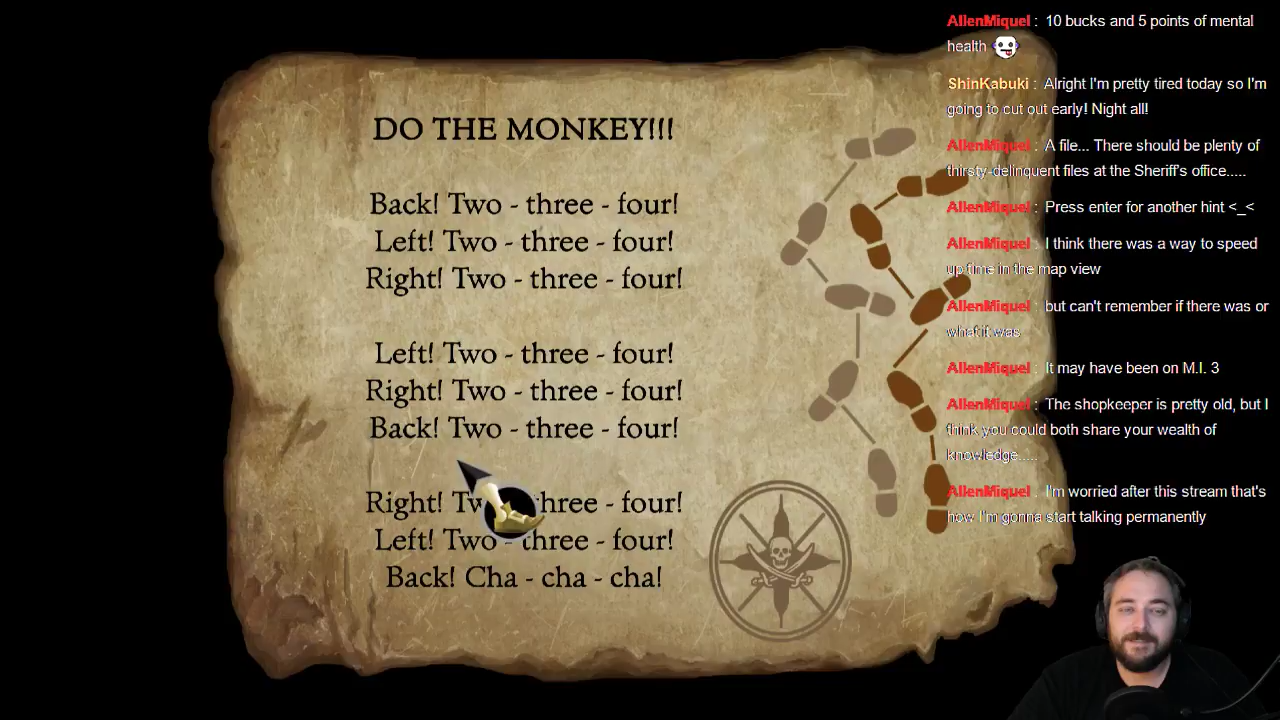 DO THE MONKEY!!!
Back! Two - three - four!
Left! Two - three - four!
Right! Two - three - four!
Left! Two - three - four!
Right! Two - three - four!
Back! Two - three - four!
Right! Two - three - four!
Left! Two - three - four!
Back! Cha - cha - cha!
AllenMiquel : 10 bucks and 5 points of mental
health
ShinKabuki : Alright I'm pretty tired today so I'm
going to cut out early! Night all!
AllenMiquel : A file... There should be plenty of
thirsty-delinquent files at the Sheriff's office.....
AllenMiquel : Press enter for another hint <_<
AllenMiquel : I think there was a way to speed
up time in the map view
AllenMiquel : but can't remember if there was or
what it was
AllenMiquel : It may have been on M.I. 3
AllenMiquel : The shopkeeper is pretty old, but I
think you could both share your wealth of
knowledge.....
AllenMiquel : I'm worried after this stream that's
how I'm gonna start talking permanently